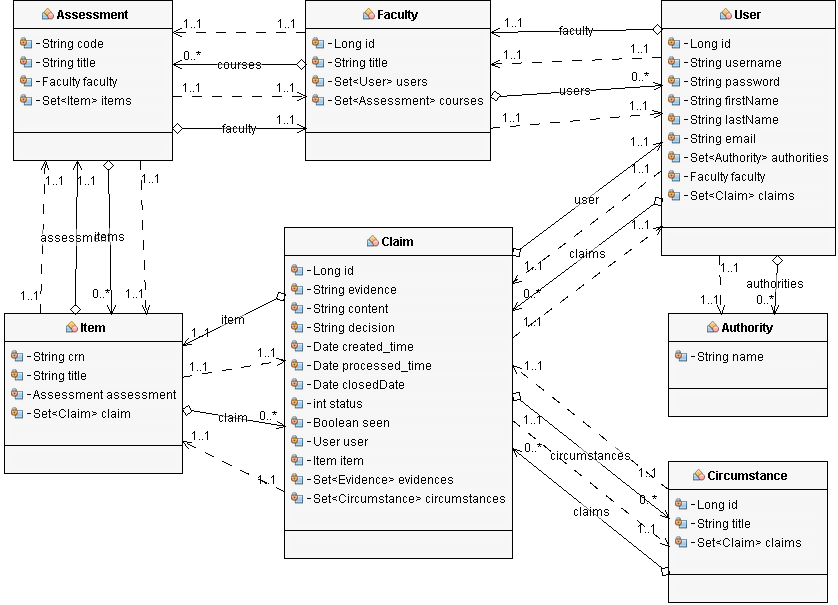 Assessment
- String code
- String title
- Faculty faculty
- Set<Item> items
Faculty
- Long id
- String title
- Set<User> users
- Set<Assessment> courses
User
- Long id
- String username
- String password
- String firstName
- String lastName
- String email
- Set<Authority> authorities
- Faculty faculty
- Set<Claim> claims
1..1
1..1
0..*
courses
1..1
1..1
faculty
1..1
1..1
faculty
1..1
1..1
users
0..*
1..1
1..1
1..1
1..1
1..1
assessment
items
1..1
0..*
1..1
Item
- String crn
- String title
- Assessment assessment
- Set<Claim> claim
Claim
- Long id
- String evidence
- String content
- String decision
- Date created_time
- Date processed_time
- Date closedDate
- int status
- Boolean seen
- User user
- Item item
- Set<Evidence> evidences
- Set<Circumstance> circumstances
item
1..1
1..1
1..1
claim
0..*
1..1
1..1
1..1
user
1..1
1..1
claims
0..*
1..1
1..1
1..1
authorities
1..1
0..*
Authority
- String name
1..1
1..1
circumstances
0..*
1..1
0..*
1..1
claims
Circumstance
- Long id
- String title
- Set<Claim> claims